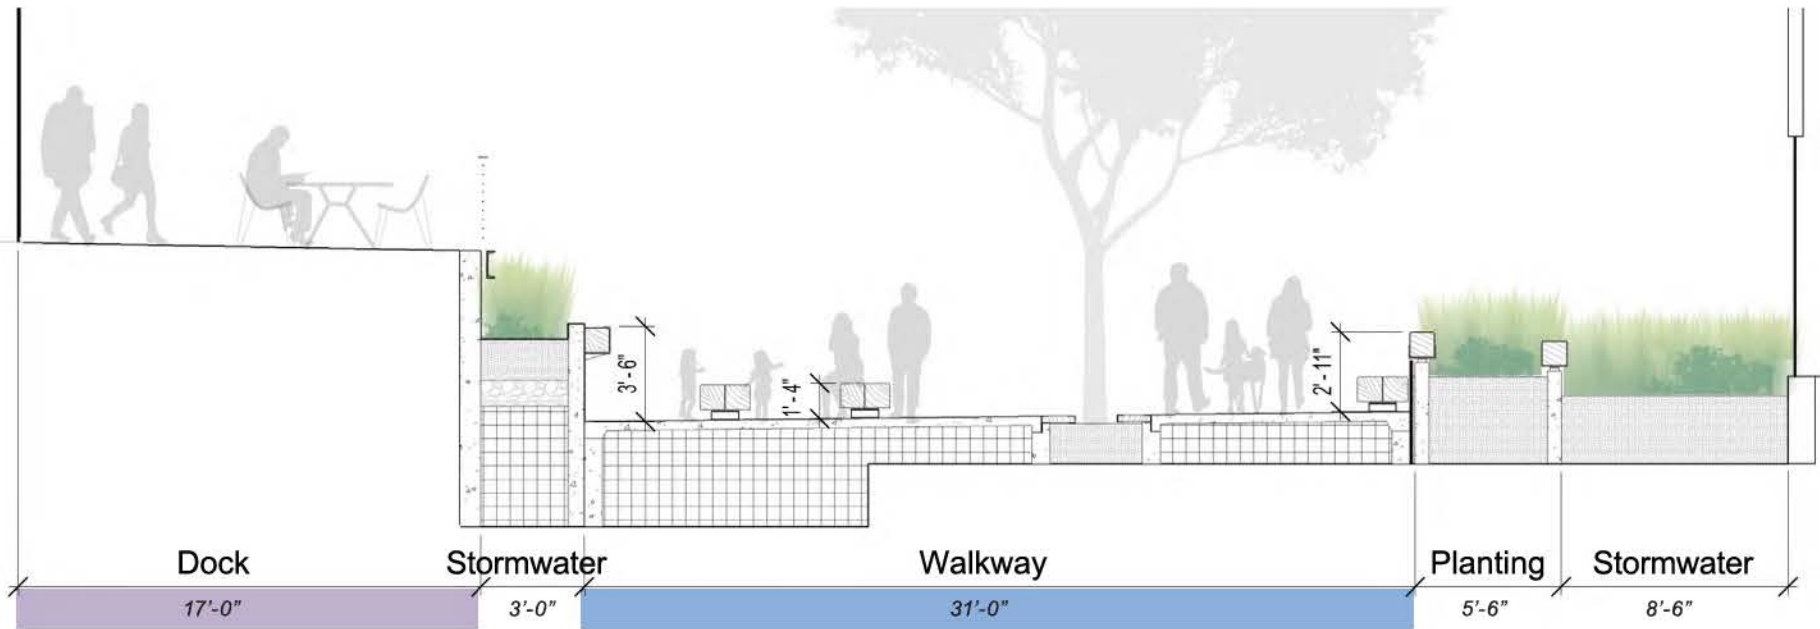 3'-6"
1'-4"
2'-11"
Dock
Stormwater
Walkway
Planting
Stormwater
17'-0"
3'-0"
31'-0"
5'-6"
8'-6"